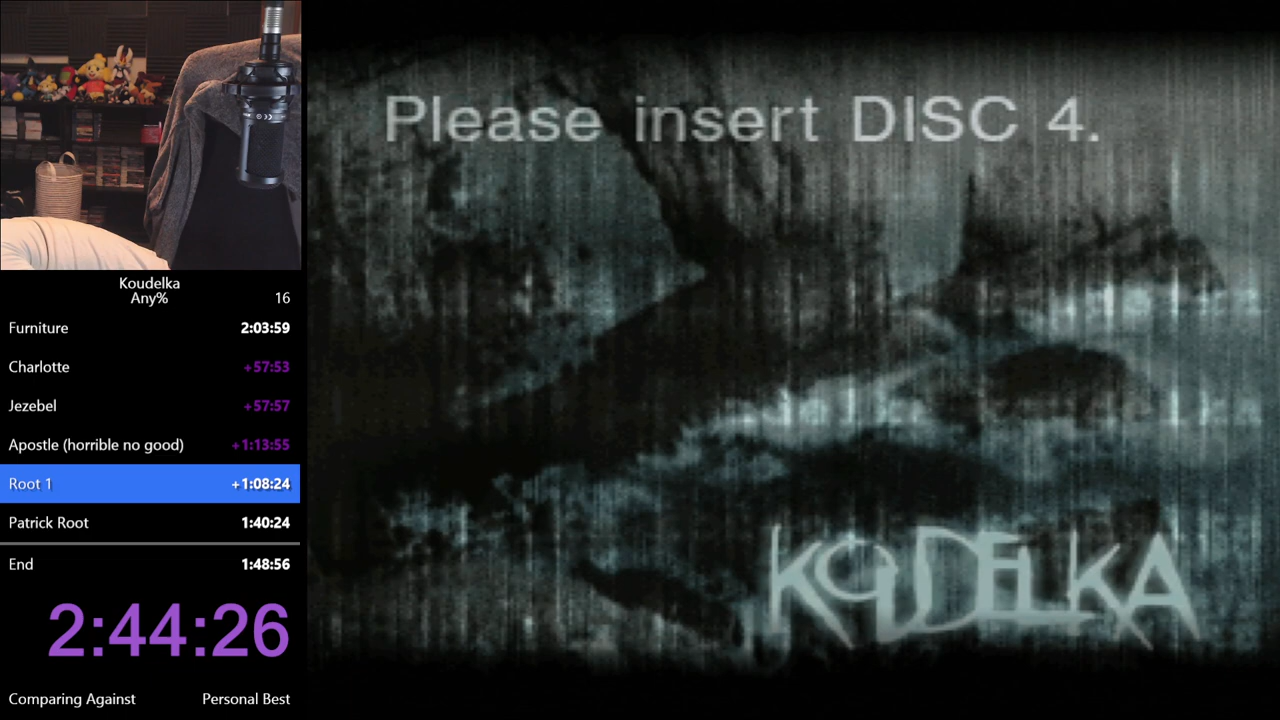 Koudelka
Any% 16
Furniture 2:03:59
Charlotte +57:53
Jezebel +57:57
Apostle (horrible no good) +1:13:55
Root 1 +1:08:24
Patrick Root 1:40:24
End 1:48:56
2:44:26
Comparing Against Personal Best
Please insert DISC 4.
KOUDELKA